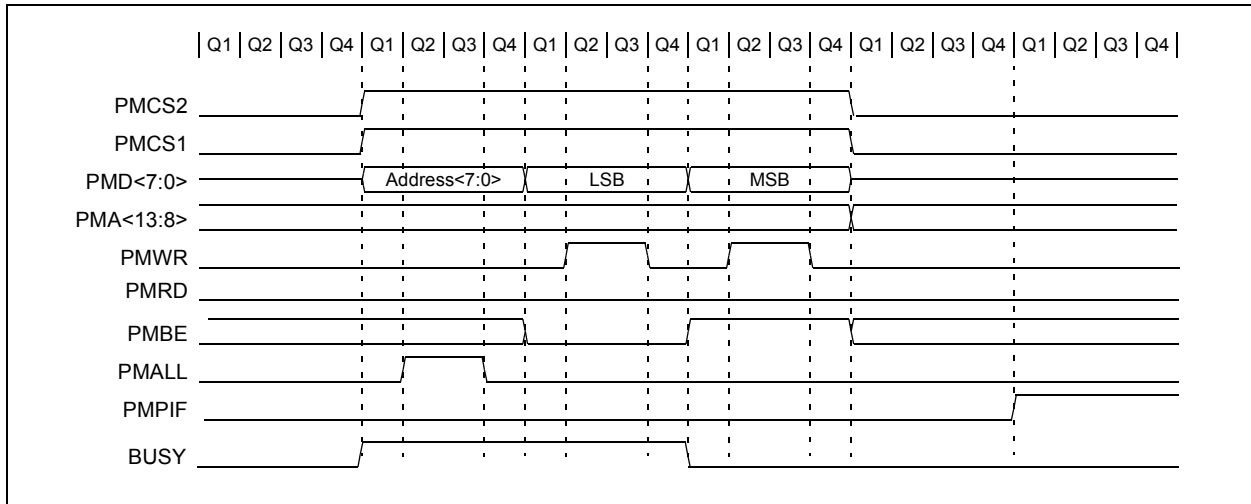 Q1 Q2 Q3 Q4 Q1 Q2 Q3 Q4 Q1 Q2 Q3 Q4 Q1 Q2 Q3 Q4 Q1 Q2 Q3 Q4 Q1 Q2 Q3 Q4
PMCS2
PMCS1
PMD<7:0> Address<7:0> LSB MSB
PMA<13:8>
PMWR
PMRD
PMBE
PMALL
PMPIF
BUSY